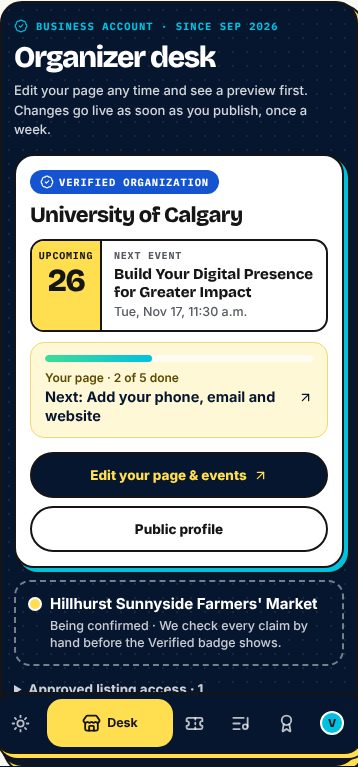 BUSINESS ACCOUNT · SINCE SEP 2026
Organizer desk
Edit your page any time and see a preview first.
Changes go live as soon as you publish, once a
week.
VERIFIED ORGANIZATION
University of Calgary
UPCOMING
26
NEXT EVENT
Build Your Digital Presence
for Greater Impact
Tue, Nov 17, 11:30 a.m.
Your page · 2 of 5 done
Next: Add your phone, email and
website
Edit your page & events
Public profile
Hillhurst Sunnyside Farmers' Market
Being confirmed · We check every claim by
hand before the Verified badge shows.
Approved listing access · 1
Desk
V